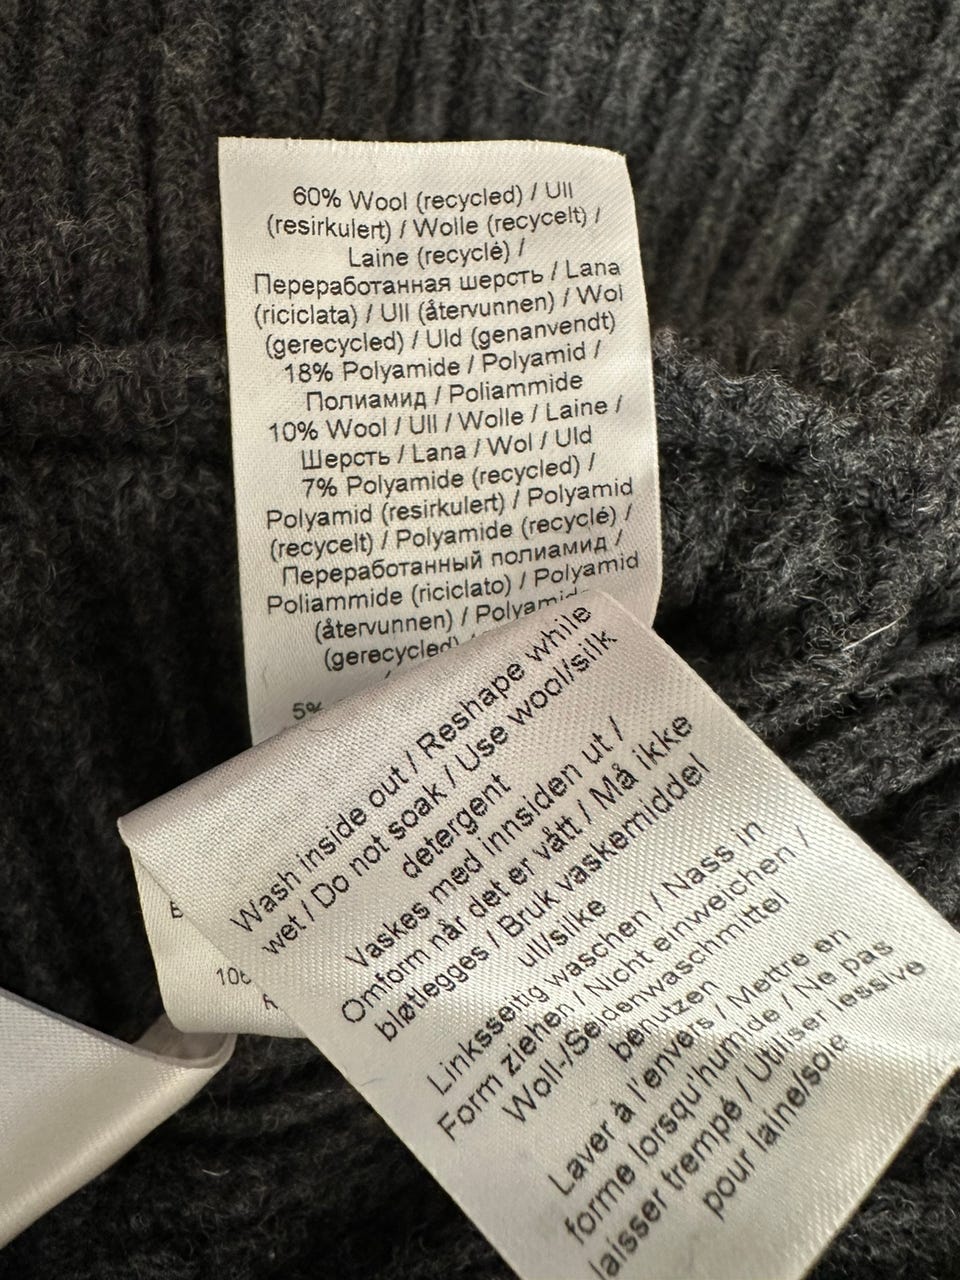 60% Wool (recycled) / Ull
(resirkulert) / Wolle (recycelt) /
Laine (recyclé) /
Переработанная шерсть / Lana
(riciclata) / Ull (återvunnen) / Wol
(gerecycled) / Uld (genanvendt)
18% Polyamide / Polyamid /
Полиамид / Poliammide
10% Wool / Ull / Wolle / Laine /
Шерсть / Lana / Wol / Uld
7% Polyamide (recycled) /
Polyamid (resirkulert) / Polyamid
(recycelt) / Polyamide (recyclé) /
Переработанный полиамид /
Poliammide (riciclato) / Polyamid
(återvunnen) / Polyamide
(gerecycled)
5%
Wash inside out / Reshape while
wet / Do not soak / Use wool/silk
detergent
Vaskes med innsiden ut /
Omform når det er vått / Må ikke
bløtlegges / Bruk vaskemiddel
ull/silke
Linksseitig waschen / Nass in
Form ziehen / Nicht einweichen /
Woll-/Seidenwaschmittel
benutzen
Laver à l'envers / Mettre en
forme lorsqu'humide / Ne pas
laisser trempé / Utiliser lessive
pour laine/soie